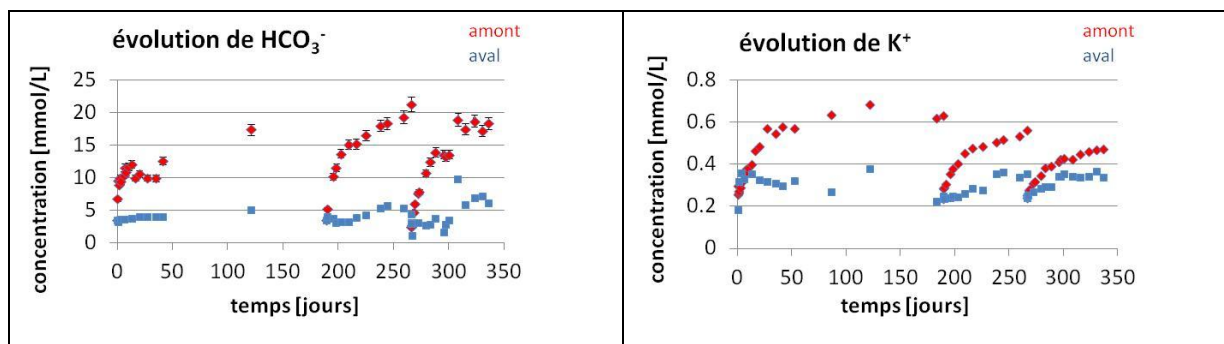 évolution de HCO₃⁻
amont
aval
concentration [mmol/L]
25
20
15
10
5
0
0 50 100 150 200 250 300 350
temps [jours]
évolution de K⁺
amont
aval
concentration [mmol/L]
0.8
0.6
0.4
0.2
0
0 50 100 150 200 250 300 350
temps [jours]